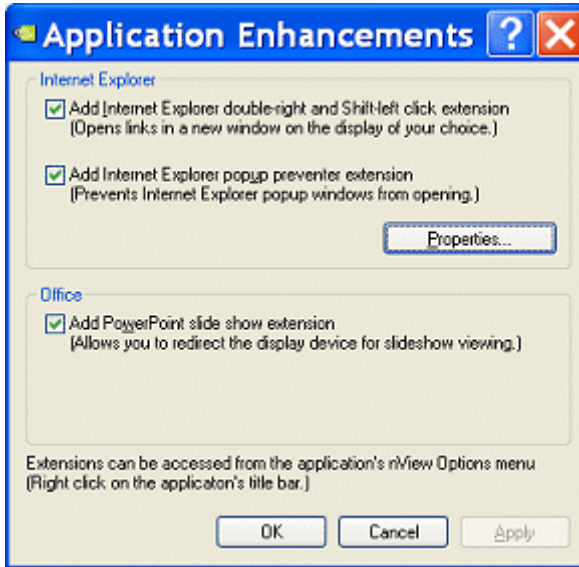 Application Enhancements
Internet Explorer
Add Internet Explorer double-right and Shift-left click extension
(Opens links in a new window on the display of your choice.)
Add Internet Explorer popup preventer extension
(Prevents Internet Explorer popup windows from opening.)
Properties...
Office
Add PowerPoint slide show extension
(Allows you to redirect the display device for slideshow viewing.)
Extensions can be accessed from the application's nView Options menu
(Right click on the applicaton's title bar.)
OK
Cancel
Apply